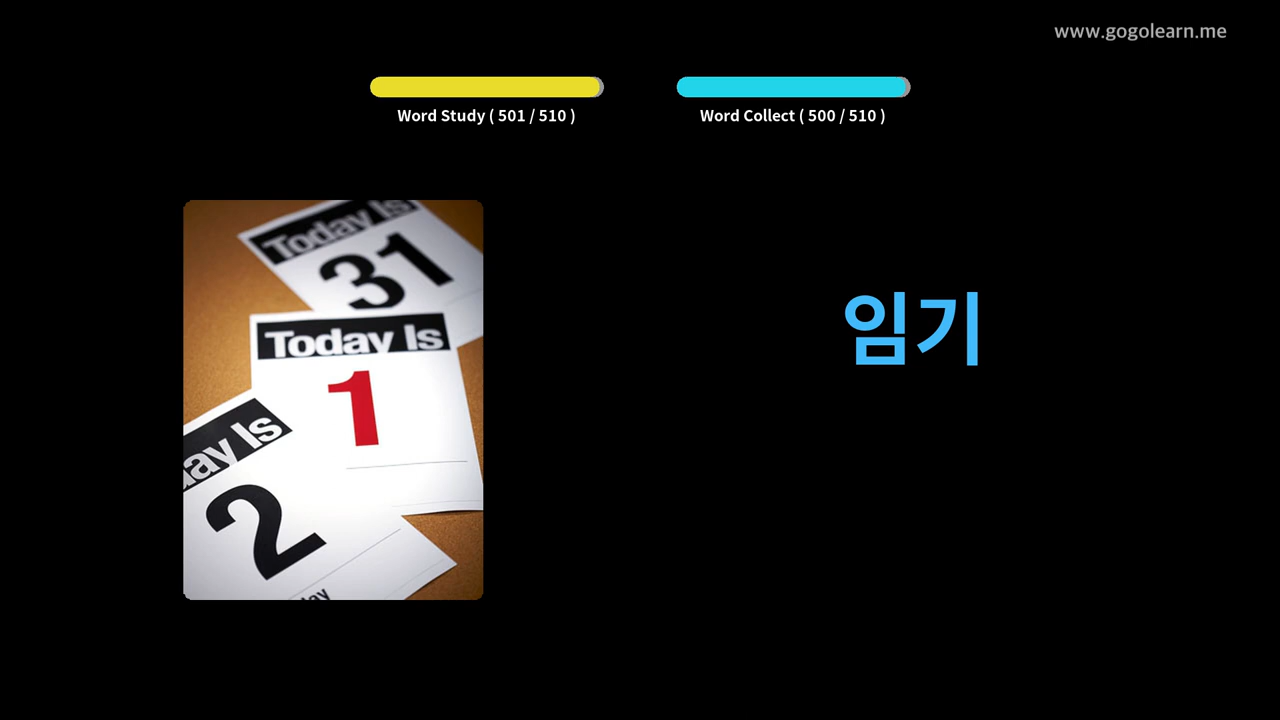 www.gogolearn.me
Word Study ( 501 / 510 )
Word Collect ( 500 / 510 )
Today Is
31
Today Is
1
ay Is
2
임기